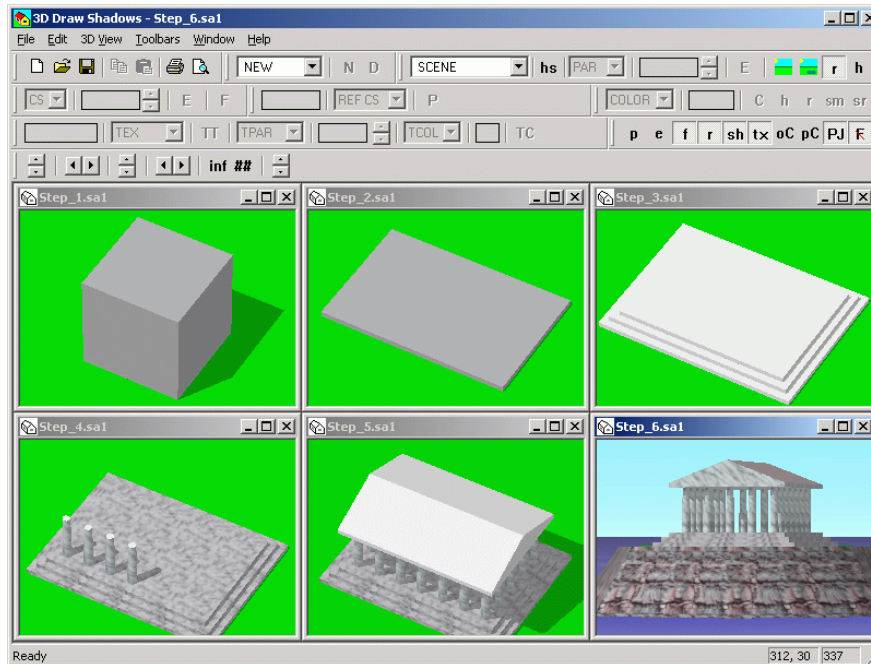 3D Draw Shadows - Step_6.sa1
File Edit 3D View Toolbars Window Help
NEW N D SCENE hs PAR E r h
CS E F REF CS P COLOR C h r sm sr
TEX TT TPAR TCOL TC p e f r sh tx oC pC PJ F
inf ##
Step_1.sa1 Step_2.sa1 Step_3.sa1
Step_4.sa1 Step_5.sa1 Step_6.sa1
Ready 312, 30 337